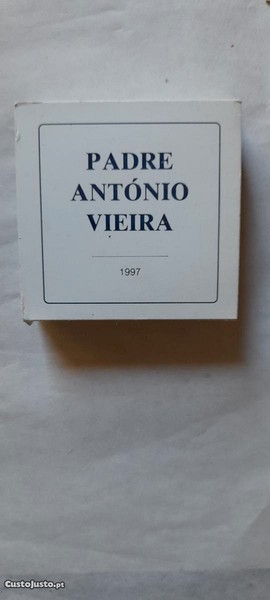 PADRE
ANTÓNIO
VIEIRA
1997
CustoJusto.pt